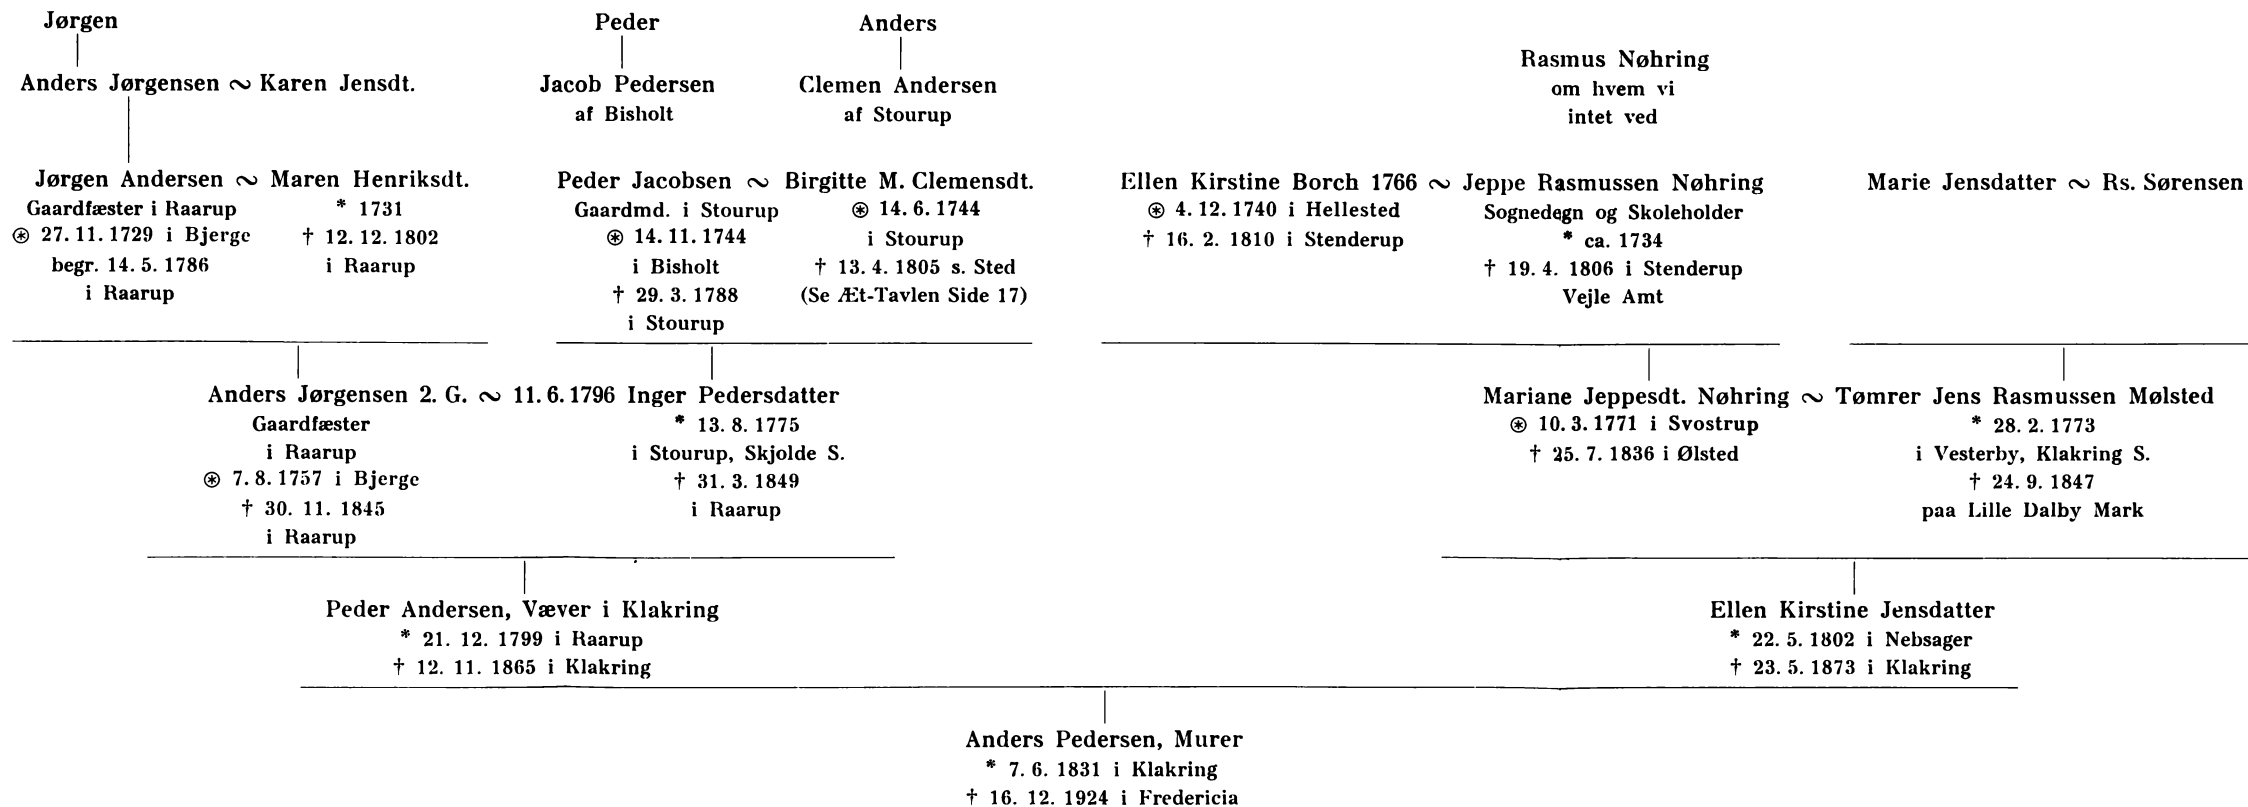 Jørgen
Peder
Anders
Rasmus Nøhring
om hvem vi
intet ved
Anders Jørgensen ~ Karen Jensdt.
Jacob Pedersen
af Bisholt
Clemen Andersen
af Stourup
Jørgen Andersen ~ Maren Henriksdt.
Gaardfæster i Raarup
⊛ 27. 11. 1729 i Bjerge
begr. 14. 5. 1786
i Raarup
* 1731
† 12. 12. 1802
i Raarup
Peder Jacobsen ~ Birgitte M. Clemensdt.
Gaardmd. i Stourup
⊛ 14. 11. 1744
i Bisholt
† 29. 3. 1788
i Stourup
⊛ 14. 6. 1744
i Stourup
† 13. 4. 1805 s. Sted
(Se Æt-Tavlen Side 17)
Ellen Kirstine Borch 1766 ~ Jeppe Rasmussen Nøhring
⊛ 4. 12. 1740 i Hellested
† 16. 2. 1810 i Stenderup
Sognedegn og Skoleholder
* ca. 1734
† 19. 4. 1806 i Stenderup
Vejle Amt
Marie Jensdatter ~ Rs. Sørensen
Anders Jørgensen 2. G. ~ 11. 6. 1796 Inger Pedersdatter
Gaardfæster
i Raarup
⊛ 7. 8. 1757 i Bjerge
† 30. 11. 1845
i Raarup
* 13. 8. 1775
i Stourup, Skjolde S.
† 31. 3. 1849
i Raarup
Mariane Jeppesdt. Nøhring ~ Tømrer Jens Rasmussen Mølsted
⊛ 10. 3. 1771 i Svostrup
† 25. 7. 1836 i Ølsted
* 28. 2. 1773
i Vesterby, Klakring S.
† 24. 9. 1847
paa Lille Dalby Mark
Peder Andersen, Væver i Klakring
* 21. 12. 1799 i Raarup
† 12. 11. 1865 i Klakring
Ellen Kirstine Jensdatter
* 22. 5. 1802 i Nebsager
† 23. 5. 1873 i Klakring
Anders Pedersen, Murer
* 7. 6. 1831 i Klakring
† 16. 12. 1924 i Fredericia